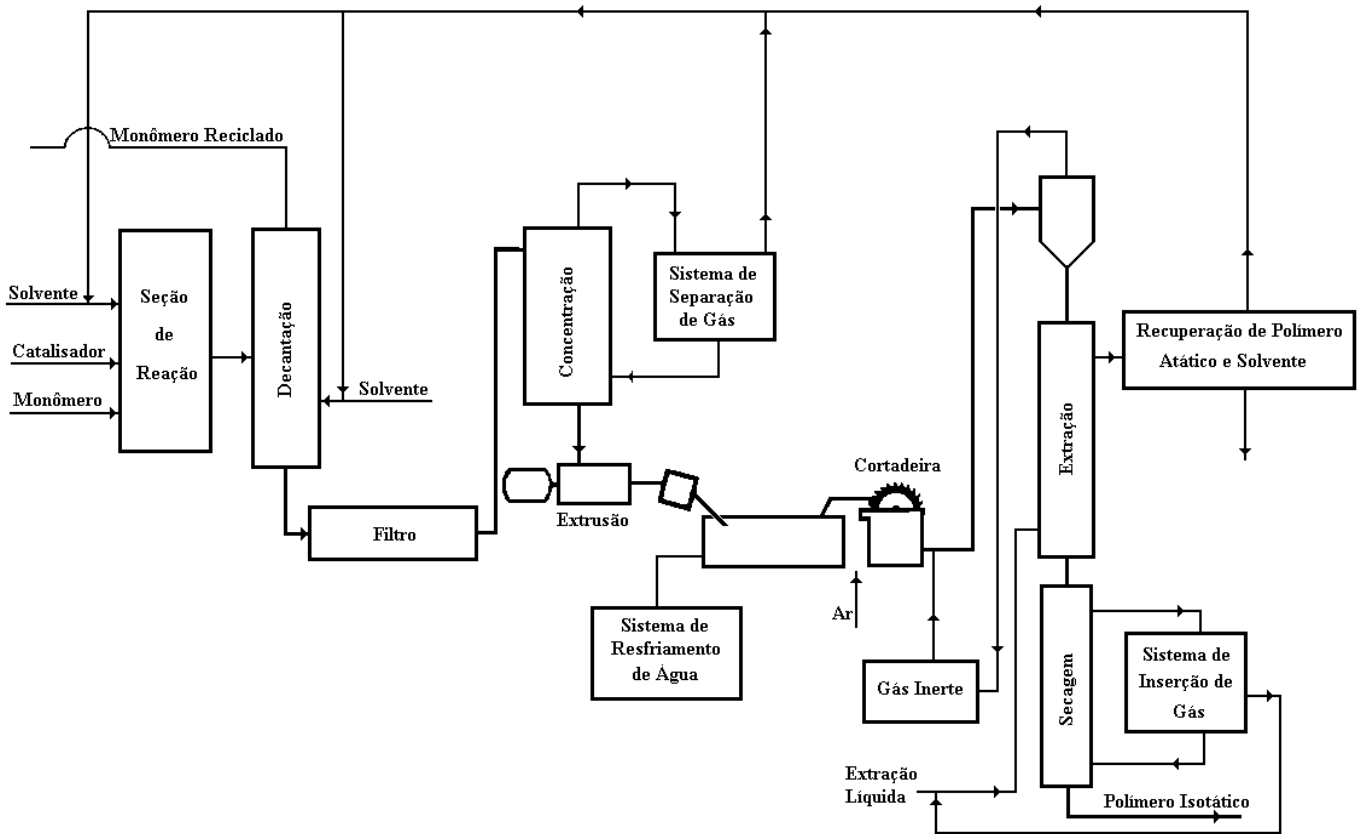 Monômero Reciclado
Solvente
Catalisador
Monômero
Seção
de
Reação
Decantação
Solvente
Filtro
Concentração
Sistema de
Separação
de Gás
Extrusão
Sistema de
Resfriamento
de Água
Cortadeira
Ar
Gás Inerte
Extração
Recuperação de Polímero
Atático e Solvente
Secagem
Sistema de
Inserção de
Gás
Extração
Líquida
Polímero Isotático